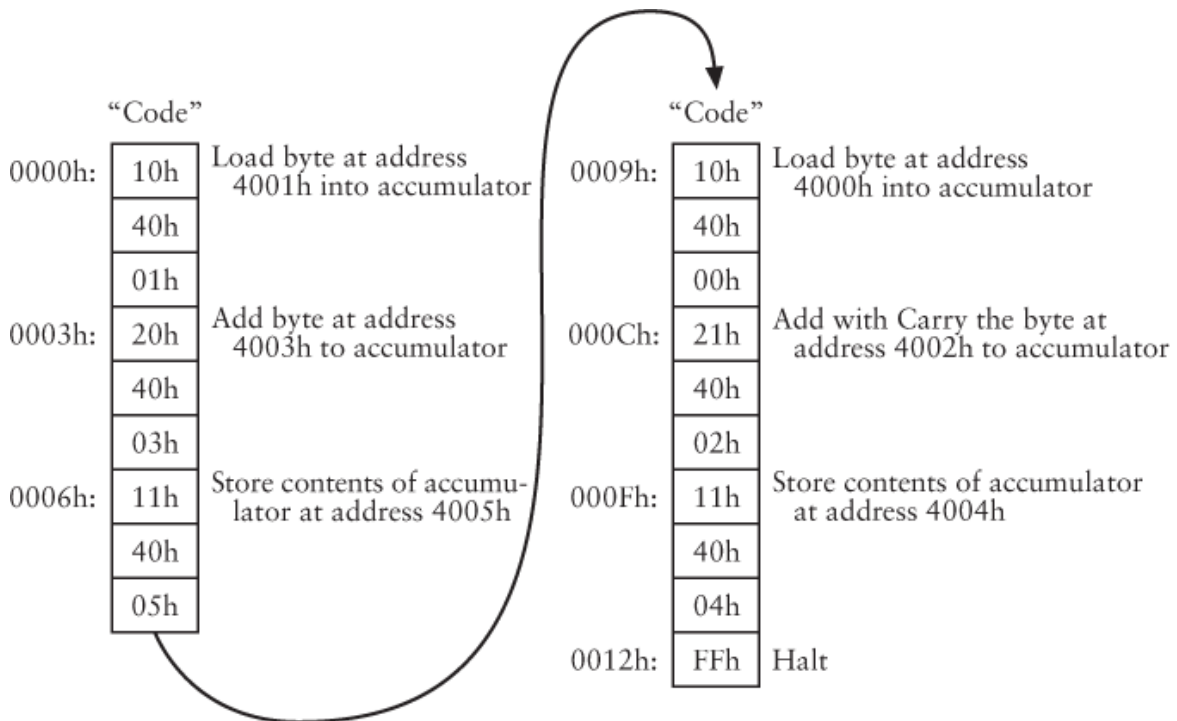 “Code”
0000h: 10h Load byte at address
4001h into accumulator
40h
01h
0003h: 20h Add byte at address
4003h to accumulator
40h
03h
0006h: 11h Store contents of accumu-
lator at address 4005h
40h
05h
“Code”
0009h: 10h Load byte at address
4000h into accumulator
40h
00h
000Ch: 21h Add with Carry the byte at
address 4002h to accumulator
40h
02h
000Fh: 11h Store contents of accumulator
at address 4004h
40h
04h
0012h: FFh Halt